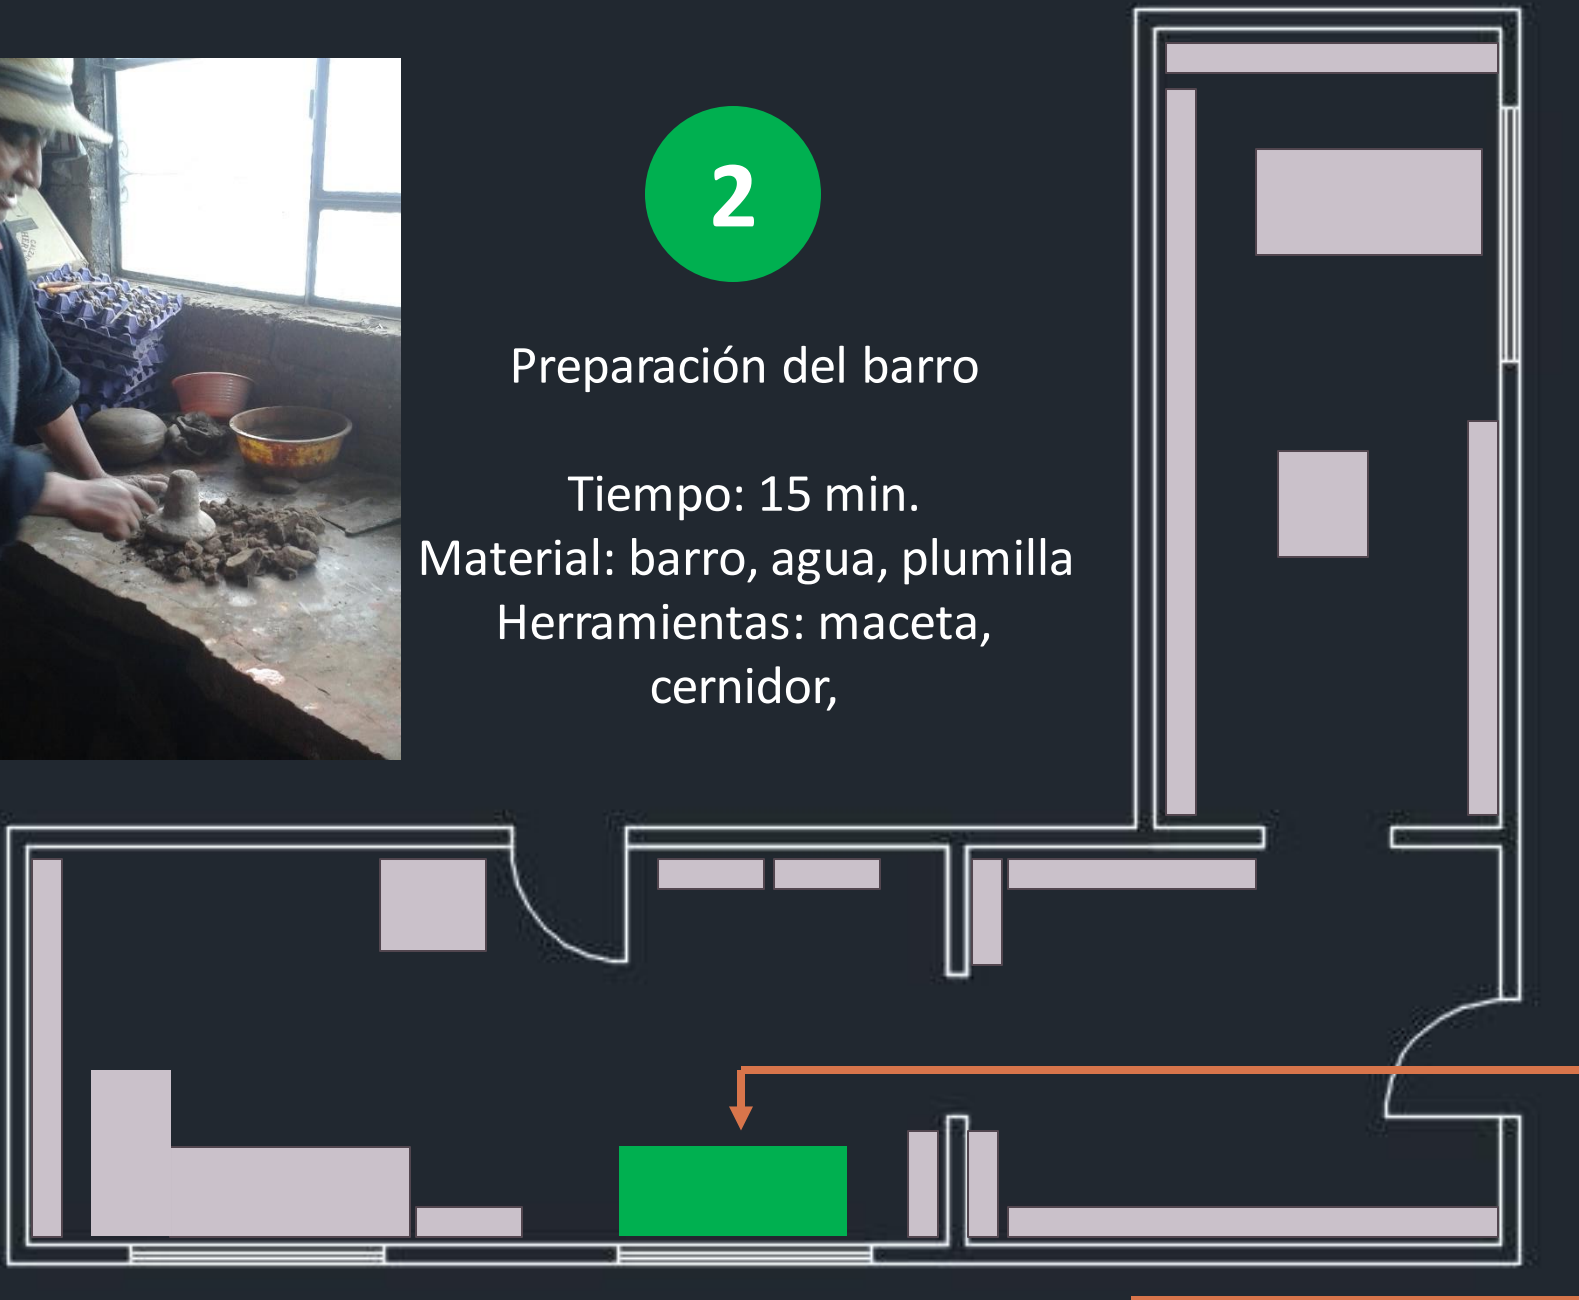 2
Preparación del barro
Tiempo: 15 min.
Material: barro, agua, plumilla
Herramientas: maceta,
cernidor,